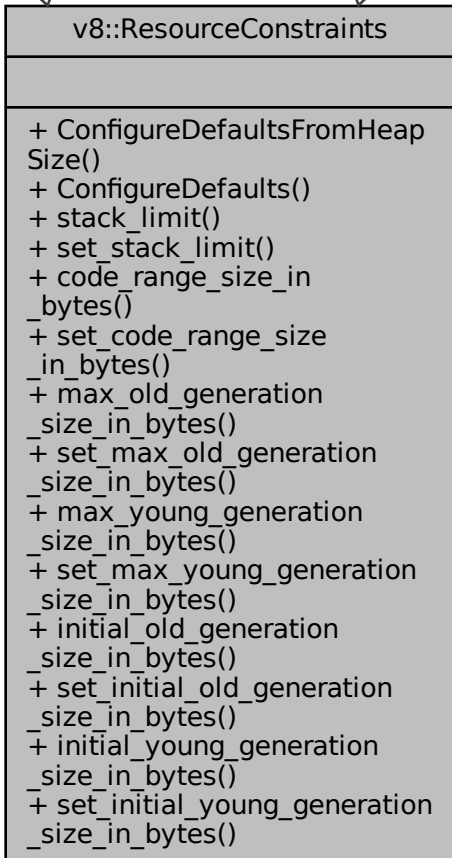 v8::ResourceConstraints
+ ConfigureDefaultsFromHeap
Size()
+ ConfigureDefaults()
+ stack_limit()
+ set_stack_limit()
+ code_range_size_in
_bytes()
+ set_code_range_size
_in_bytes()
+ max_old_generation
_size_in_bytes()
+ set_max_old_generation
_size_in_bytes()
+ max_young_generation
_size_in_bytes()
+ set_max_young_generation
_size_in_bytes()
+ initial_old_generation
_size_in_bytes()
+ set_initial_old_generation
_size_in_bytes()
+ initial_young_generation
_size_in_bytes()
+ set_initial_young_generation
_size_in_bytes()